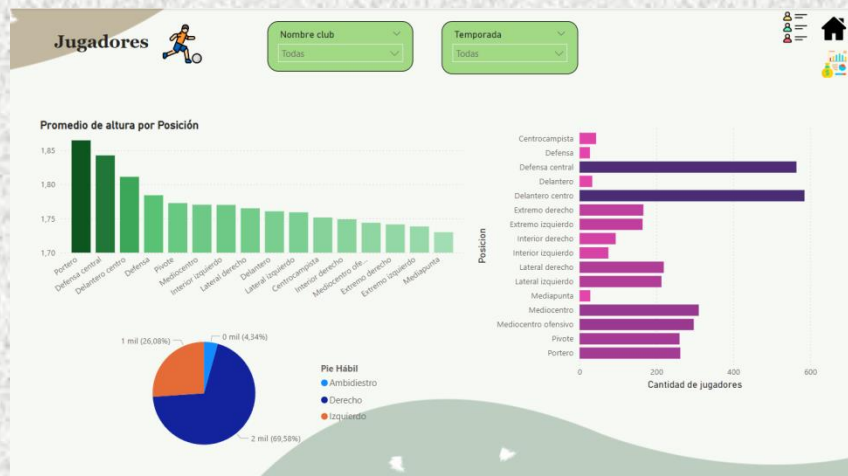 Jugadores
Nombre club
Todas
Temporada
Todas
Promedio de altura por Posición
1,85
1,80
1,75
1,70
Portero
Defensa central
Delantero centro
Defensa
Pivote
Mediocentro
Interior izquierdo
Lateral derecho
Delantero
Lateral izquierdo
Centrocampista
Interior derecho
Mediocentro ofe...
Extremo derecho
Extremo izquierdo
Mediapunta
Posicion
Centrocampista
Defensa
Defensa central
Delantero
Delantero centro
Extremo derecho
Extremo izquierdo
Interior derecho
Interior izquierdo
Lateral derecho
Lateral izquierdo
Mediapunta
Mediocentro
Mediocentro ofensivo
Pivote
Portero
0 200 400 600
Cantidad de jugadores
1 mil (26,08%)
0 mil (4,34%)
2 mil (69,58%)
Pie Hábil
Ambidiestro
Derecho
Izquierdo